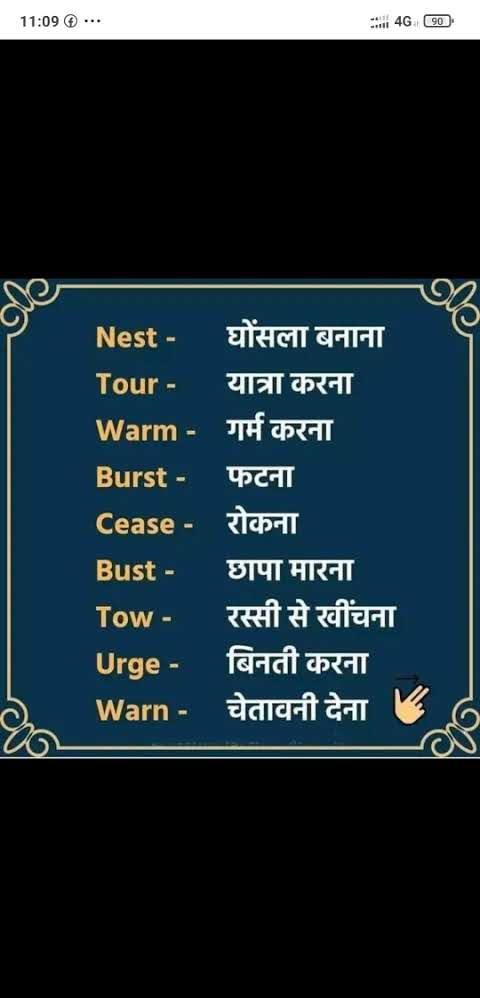 11:09
4G
90
Nest - घोंसला बनाना
Tour - यात्रा करना
Warm - गर्म करना
Burst - फटना
Cease - रोकना
Bust - छापा मारना
Tow - रस्सी से खींचना
Urge - बिनती करना
Warn - चेतावनी देना